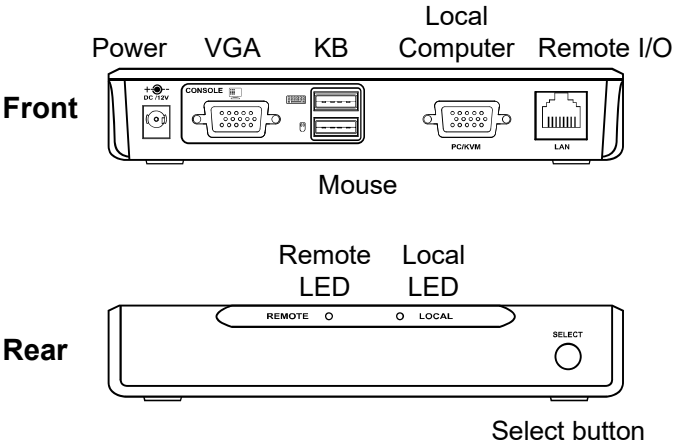 Local
Power VGA KB Computer Remote I/O
Front
DC /12V
CONSOLE
PC/KVM
LAN
Mouse
Remote Local
LED LED
REMOTE LOCAL
Rear
SELECT
Select button